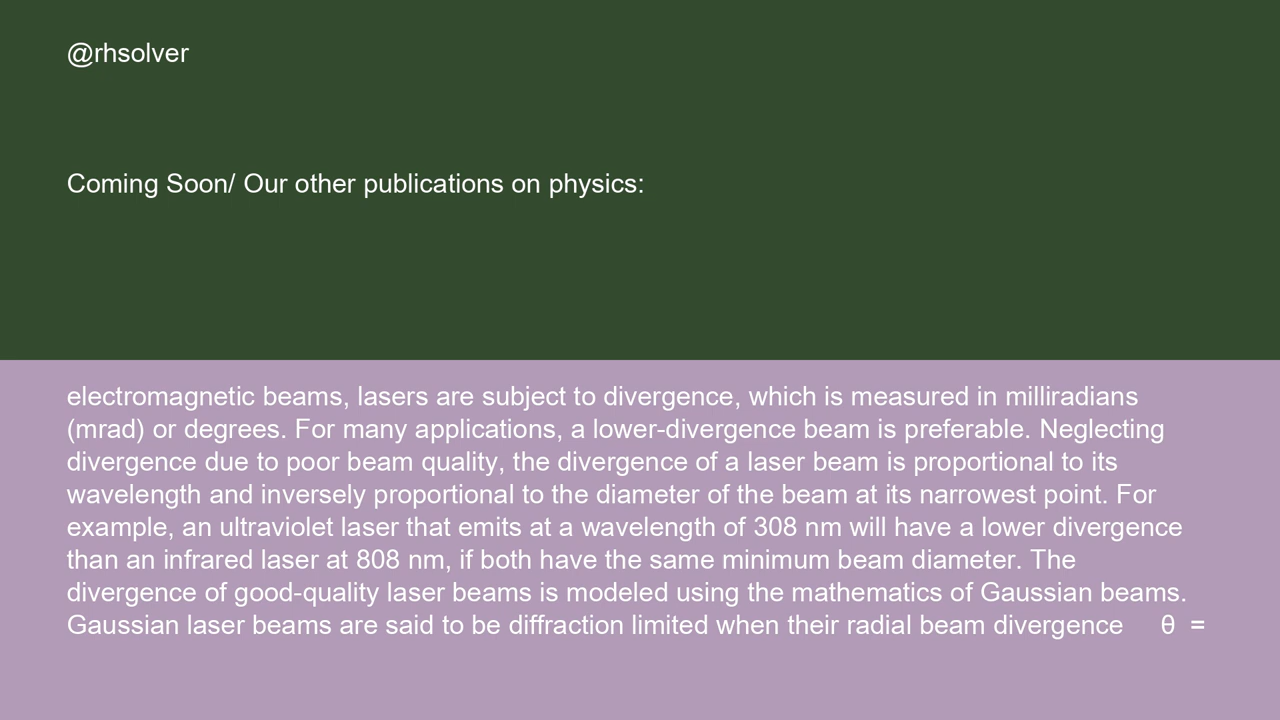 @rhsolver
Coming Soon/ Our other publications on physics:
electromagnetic beams, lasers are subject to divergence, which is measured in milliradians
(mrad) or degrees. For many applications, a lower-divergence beam is preferable. Neglecting
divergence due to poor beam quality, the divergence of a laser beam is proportional to its
wavelength and inversely proportional to the diameter of the beam at its narrowest point. For
example, an ultraviolet laser that emits at a wavelength of 308 nm will have a lower divergence
than an infrared laser at 808 nm, if both have the same minimum beam diameter. The
divergence of good-quality laser beams is modeled using the mathematics of Gaussian beams.
Gaussian laser beams are said to be diffraction limited when their radial beam divergence θ =